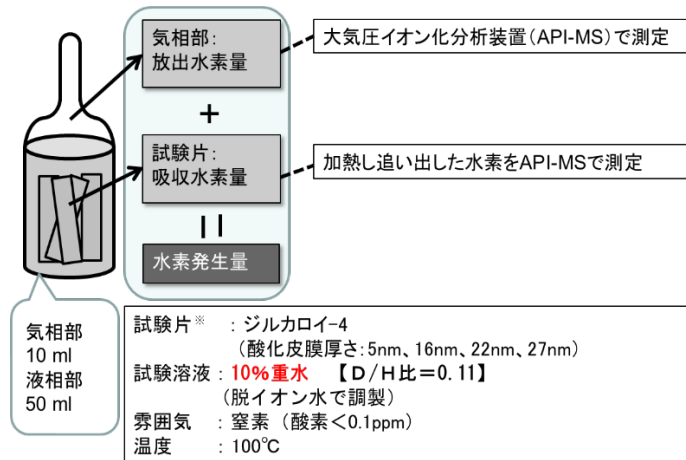 気相部：
放出水素量
大気圧イオン化分析装置（API-MS）で測定
＋
試験片：
吸収水素量
加熱し追い出した水素をAPI-MSで測定
＝
水素発生量
気相部
10 ml
液相部
50 ml
試験片※ ：ジルカロイ-4
（酸化皮膜厚さ：5nm、16nm、22nm、27nm）
試験溶液：10%重水 【D/H比＝0.11】
（脱イオン水で調製）
雰囲気 ：窒素（酸素＜0.1ppm）
温度 ：100℃